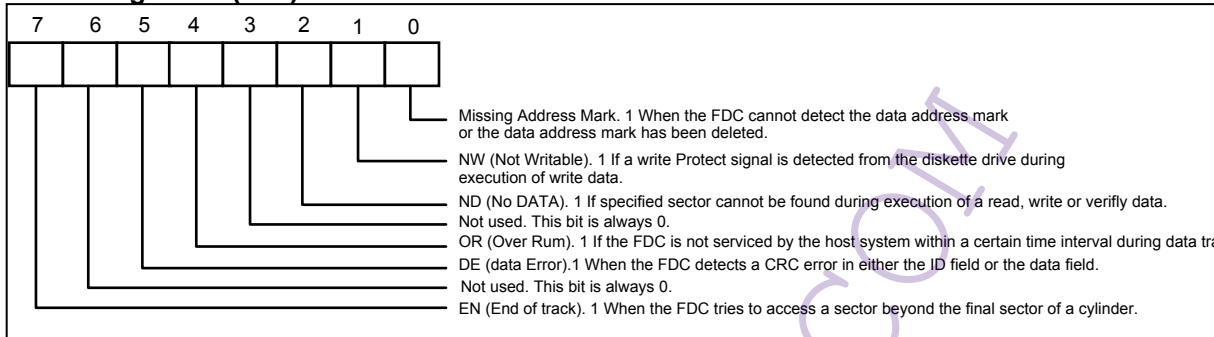 7 6 5 4 3 2 1 0
Missing Address Mark. 1 When the FDC cannot detect the data address mark
or the data address mark has been deleted.
NW (Not Writable). 1 If a write Protect signal is detected from the diskette drive during
execution of write data.
ND (No DATA). 1 If specified sector cannot be found during execution of a read, write or verifly data.
Not used. This bit is always 0.
OR (Over Rum). 1 If the FDC is not serviced by the host system within a certain time interval during data
DE (data Error).1 When the FDC detects a CRC error in either the ID field or the data field.
Not used. This bit is always 0.
EN (End of track). 1 When the FDC tries to access a sector beyond the final sector of a cylinder.
COM